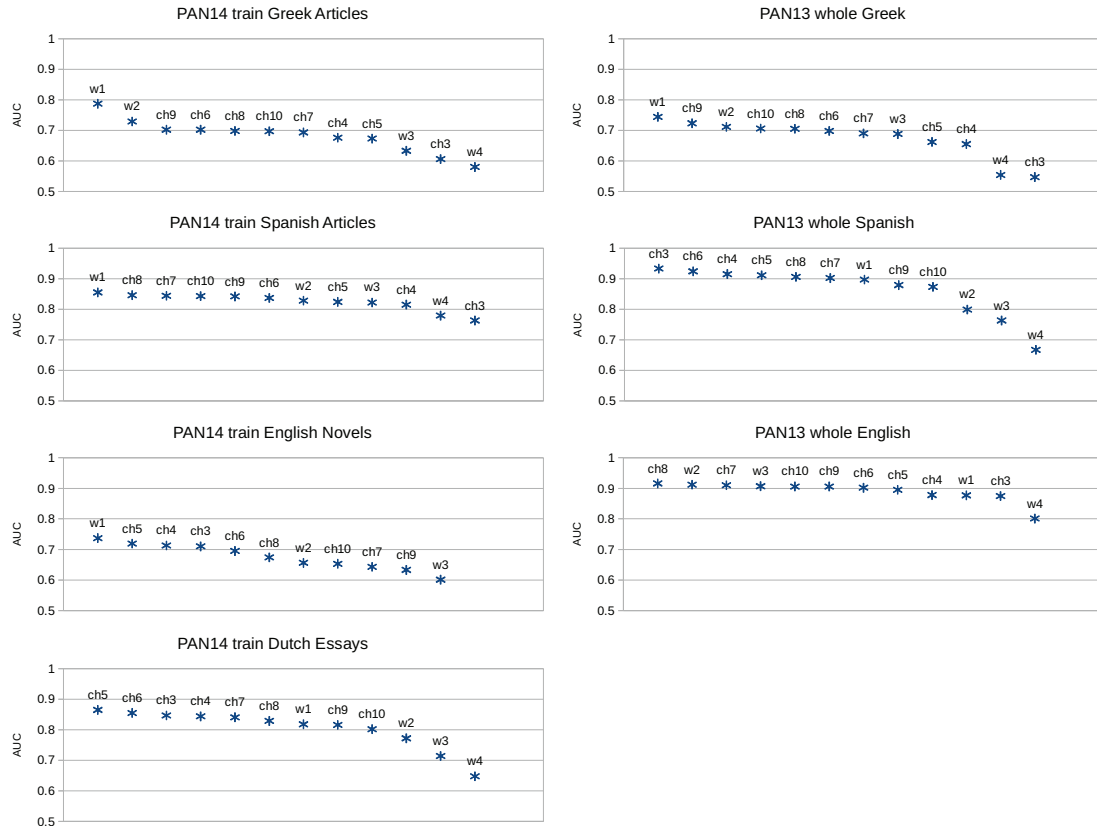 PAN14 train Greek Articles
1
0.9
0.8
0.7
0.6
0.5
AUC
w1 w2 ch9 ch6 ch8 ch10 ch7 ch4 ch5 w3 ch3 w4
PAN13 whole Greek
1
0.9
0.8
0.7
0.6
0.5
AUC
w1 ch9 w2 ch10 ch8 ch6 ch7 w3 ch5 ch4 w4 ch3
PAN14 train Spanish Articles
1
0.9
0.8
0.7
0.6
0.5
AUC
w1 ch8 ch7 ch10 ch9 ch6 w2 ch5 w3 ch4 w4 ch3
PAN13 whole Spanish
1
0.9
0.8
0.7
0.6
0.5
AUC
ch3 ch6 ch4 ch5 ch8 ch7 w1 ch9 ch10 w2 w3 w4
PAN14 train English Novels
1
0.9
0.8
0.7
0.6
0.5
AUC
w1 ch5 ch4 ch3 ch6 ch8 w2 ch10 ch7 ch9 w3
PAN13 whole English
1
0.9
0.8
0.7
0.6
0.5
AUC
ch8 w2 ch7 w3 ch10 ch9 ch6 ch5 ch4 w1 ch3 w4
PAN14 train Dutch Essays
1
0.9
0.8
0.7
0.6
0.5
AUC
ch5 ch6 ch3 ch4 ch7 ch8 w1 ch9 ch10 w2 w3 w4